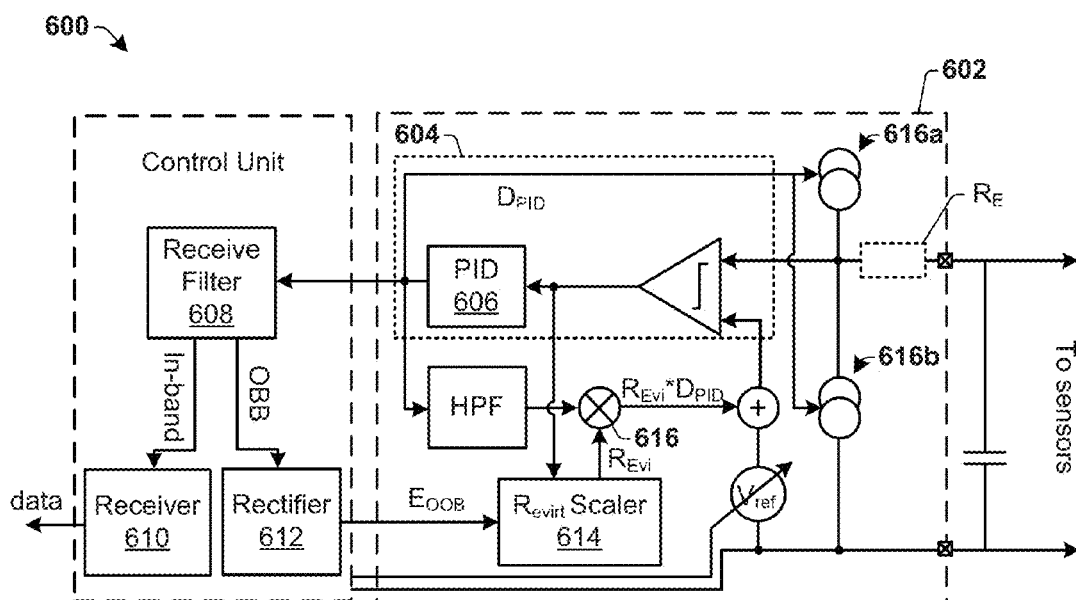 600
602
604
616a
Control Unit
D_PID
R_E
Receive
Filter
608
PID
606
616b
In-band
OBB
HPF
R_Evi*D_PID
+
616
R_Evi
To sensors
data
Receiver
610
Rectifier
612
E_OOB
R_evirt Scaler
614
V_ref